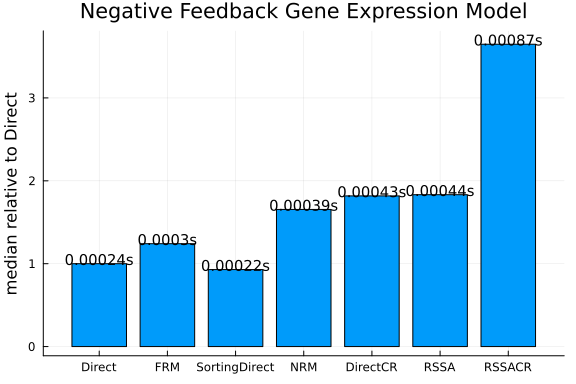 Negative Feedback Gene Expression Model
median relative to Direct
3
2
1
0
0.00024s
0.0003s
0.00022s
0.00039s
0.00043s
0.00044s
0.00087s
Direct
FRM
SortingDirect
NRM
DirectCR
RSSA
RSSACR